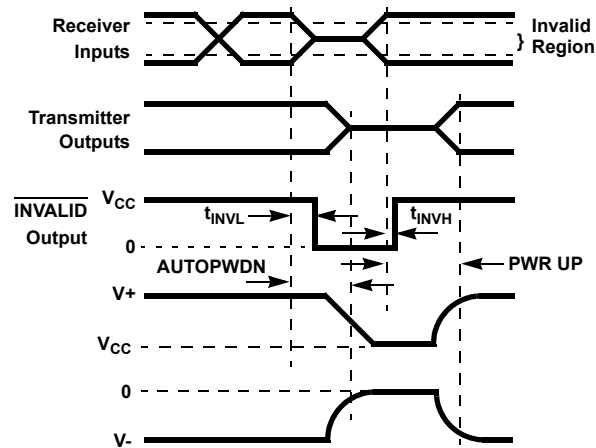 Receiver
Inputs
} Invalid
Region
Transmitter
Outputs
INVALID
Output
VCC
0
tINVL
tINVH
AUTOPWDN
PWR UP
V+
VCC
0
V-